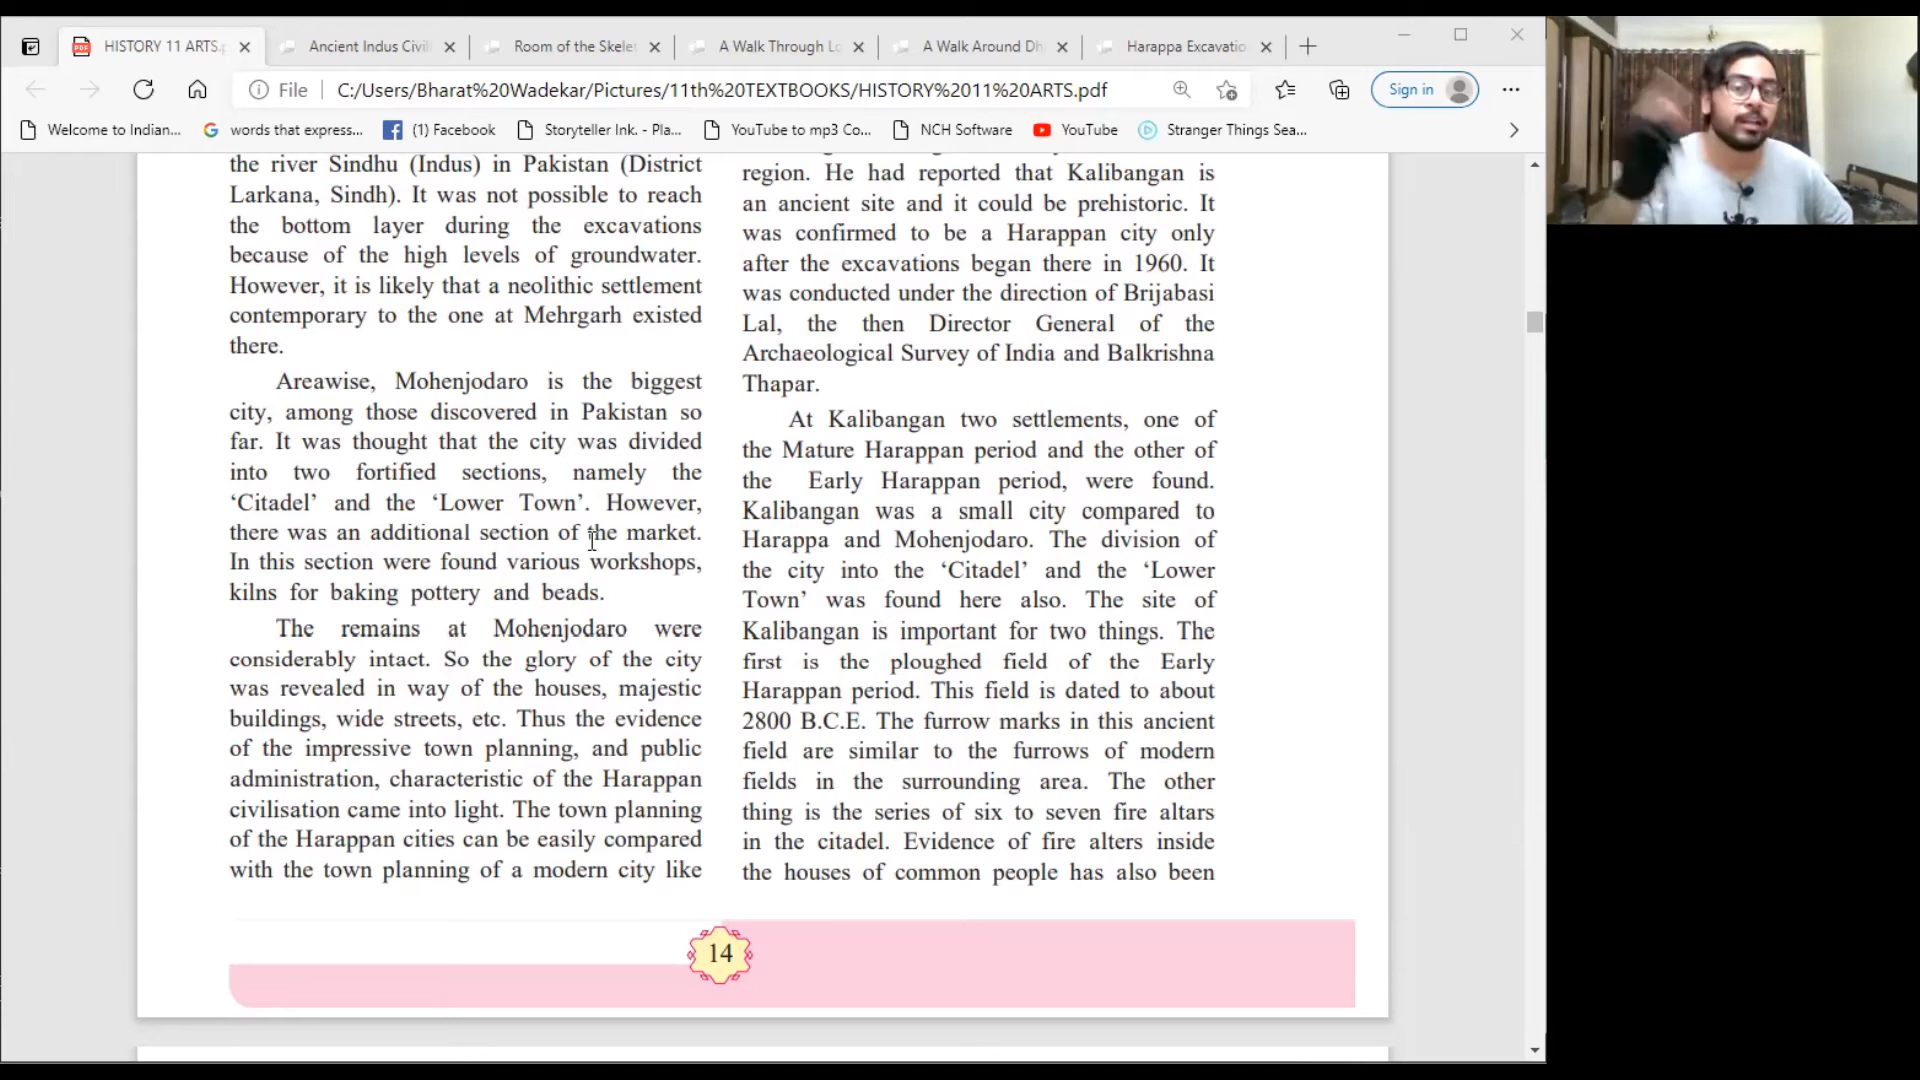 HISTORY 11 ARTS.p
Ancient Indus Civili
Room of the Skele
A Walk Through Lo
A Walk Around Dh
Harappa Excavatio
File
C:/Users/Bharat%20Wadekar/Pictures/11th%20TEXTBOOKS/HISTORY%2011%20ARTS.pdf
Sign in
Welcome to Indian...
words that express...
(1) Facebook
Storyteller Ink. - Pla...
YouTube to mp3 Co...
NCH Software
YouTube
Stranger Things Sea...
the river Sindhu (Indus) in Pakistan (District
Larkana, Sindh). It was not possible to reach
the bottom layer during the excavations
because of the high levels of groundwater.
However, it is likely that a neolithic settlement
contemporary to the one at Mehrgarh existed
there.
Areawise, Mohenjodaro is the biggest
city, among those discovered in Pakistan so
far. It was thought that the city was divided
into two fortified sections, namely the
‘Citadel’ and the ‘Lower Town’. However,
there was an additional section of the market.
In this section were found various workshops,
kilns for baking pottery and beads.
The remains at Mohenjodaro were
considerably intact. So the glory of the city
was revealed in way of the houses, majestic
buildings, wide streets, etc. Thus the evidence
of the impressive town planning, and public
administration, characteristic of the Harappan
civilisation came into light. The town planning
of the Harappan cities can be easily compared
with the town planning of a modern city like
region. He had reported that Kalibangan is
an ancient site and it could be prehistoric. It
was confirmed to be a Harappan city only
after the excavations began there in 1960. It
was conducted under the direction of Brijabasi
Lal, the then Director General of the
Archaeological Survey of India and Balkrishna
Thapar.
At Kalibangan two settlements, one of
the Mature Harappan period and the other of
the Early Harappan period, were found.
Kalibangan was a small city compared to
Harappa and Mohenjodaro. The division of
the city into the ‘Citadel’ and the ‘Lower
Town’ was found here also. The site of
Kalibangan is important for two things. The
first is the ploughed field of the Early
Harappan period. This field is dated to about
2800 B.C.E. The furrow marks in this ancient
field are similar to the furrows of modern
fields in the surrounding area. The other
thing is the series of six to seven fire altars
in the citadel. Evidence of fire alters inside
the houses of common people has also been
14